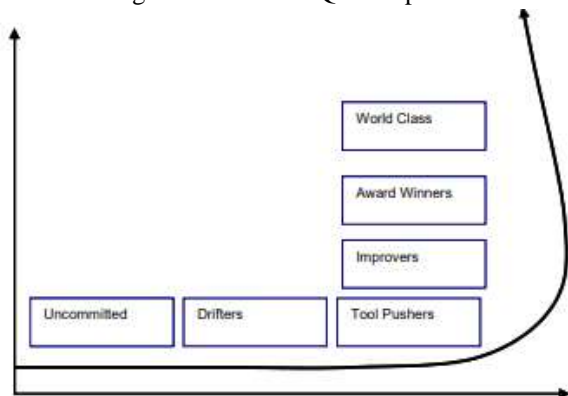 World Class
Award Winners
Improvers
Uncommitted
Drifters
Tool Pushers